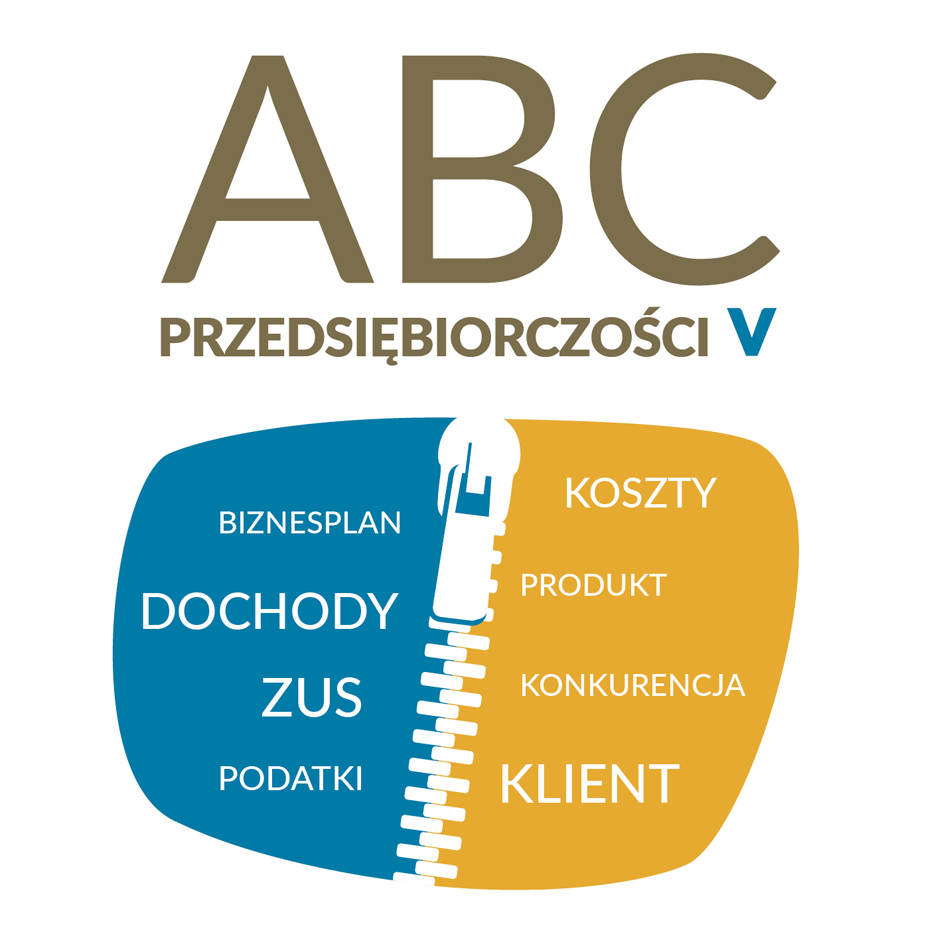 ABC
PRZEDSIĘBIORCZOŚCI V
BIZNESPLAN
DOCHODY
ZUS
PODATKI
KOSZTY
PRODUKT
KONKURENCJA
KLIENT